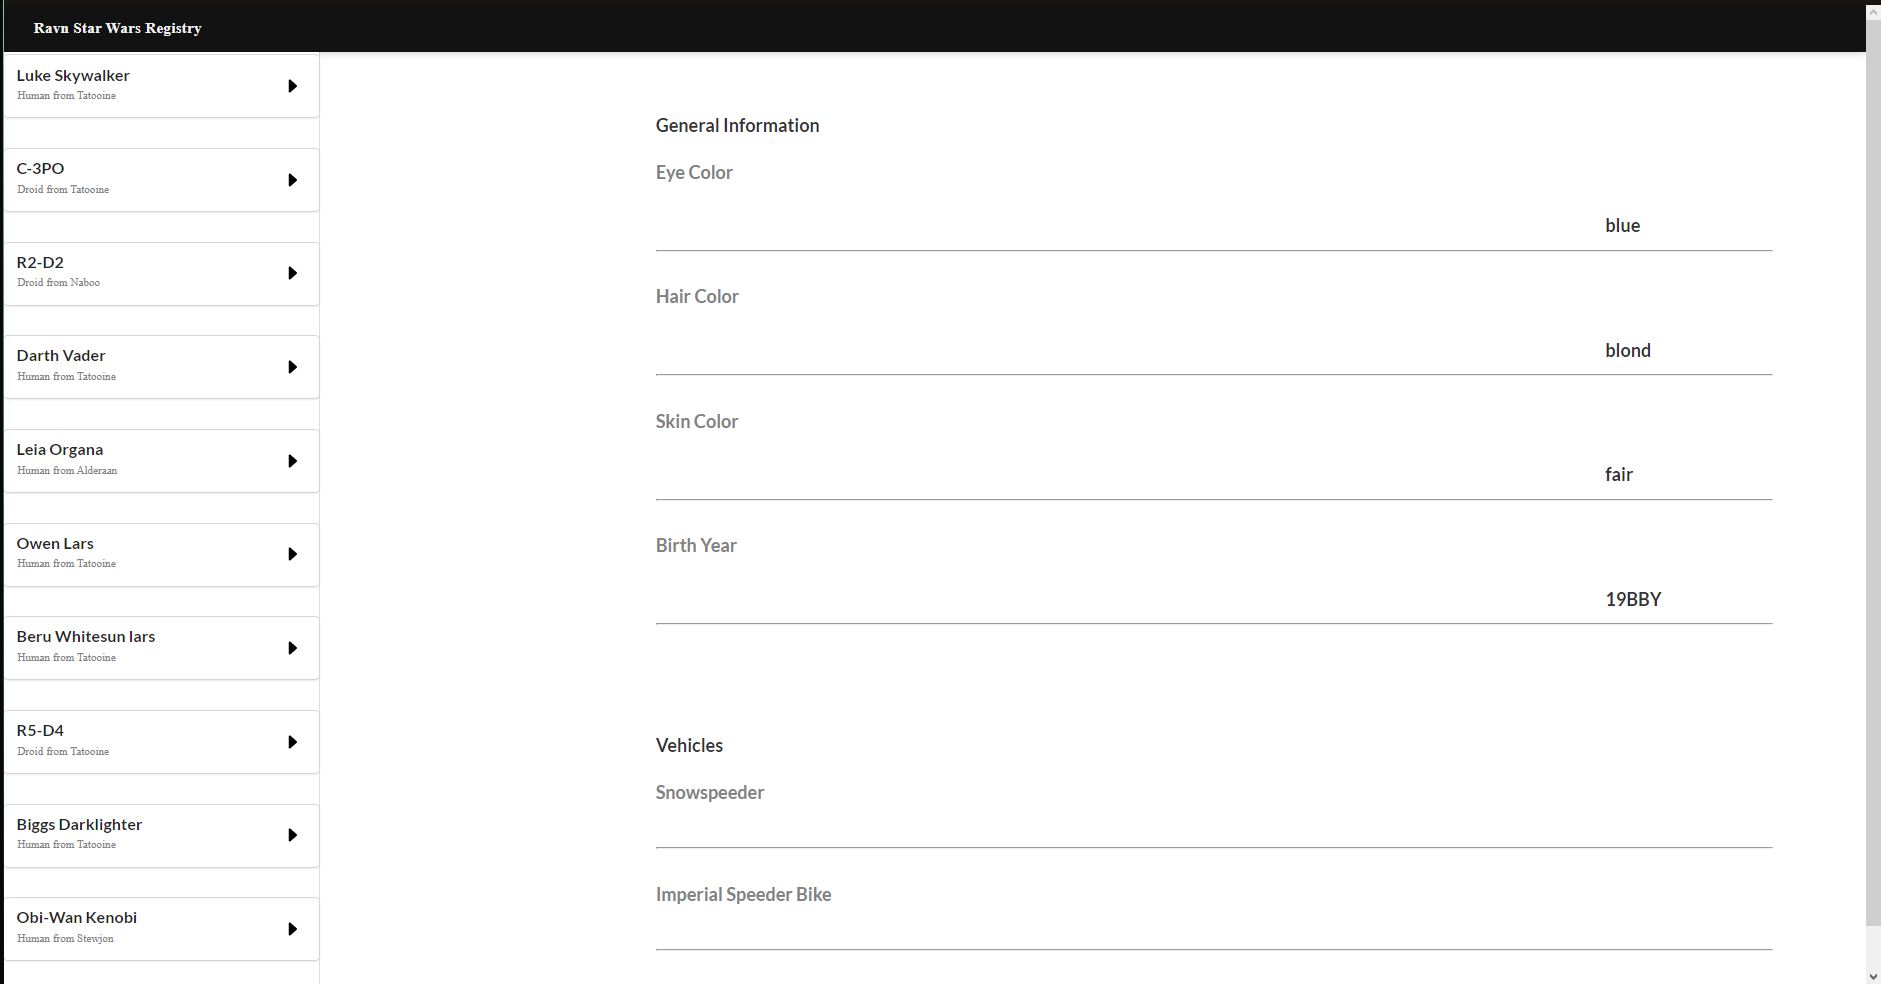 Ravn Star Wars Registry
Luke Skywalker
Human from Tatooine
C-3PO
Droid from Tatooine
R2-D2
Droid from Naboo
Darth Vader
Human from Tatooine
Leia Organa
Human from Alderaan
Owen Lars
Human from Tatooine
Beru Whitesun lars
Human from Tatooine
R5-D4
Droid from Tatooine
Biggs Darklighter
Human from Tatooine
Obi-Wan Kenobi
Human from Stewjon
General Information
Eye Color
blue
Hair Color
blond
Skin Color
fair
Birth Year
19BBY
Vehicles
Snowspeeder
Imperial Speeder Bike